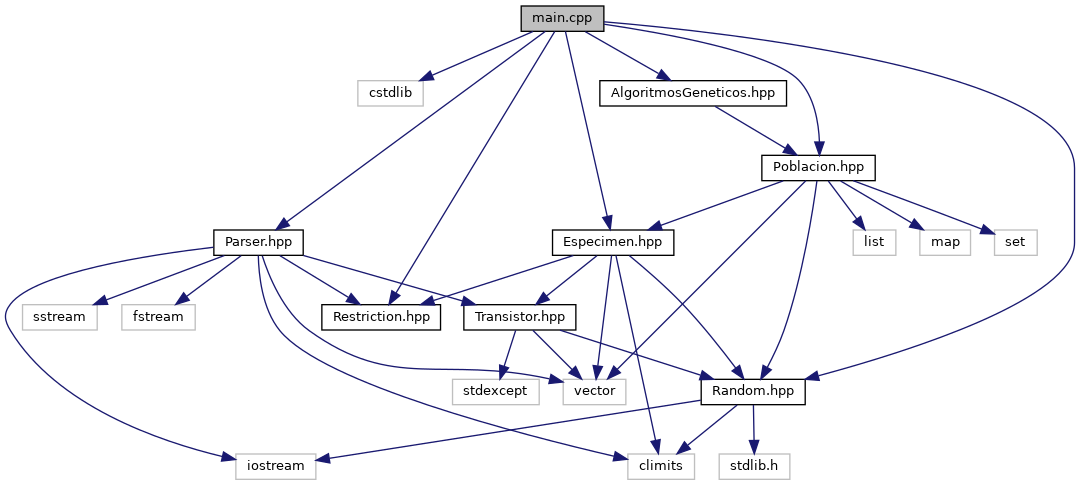 main.cpp
cstdlib
AlgoritmosGeneticos.hpp
Poblacion.hpp
Parser.hpp
Especimen.hpp
list
map
set
sstream
fstream
Restriction.hpp
Transistor.hpp
stdexcept
vector
Random.hpp
iostream
climits
stdlib.h